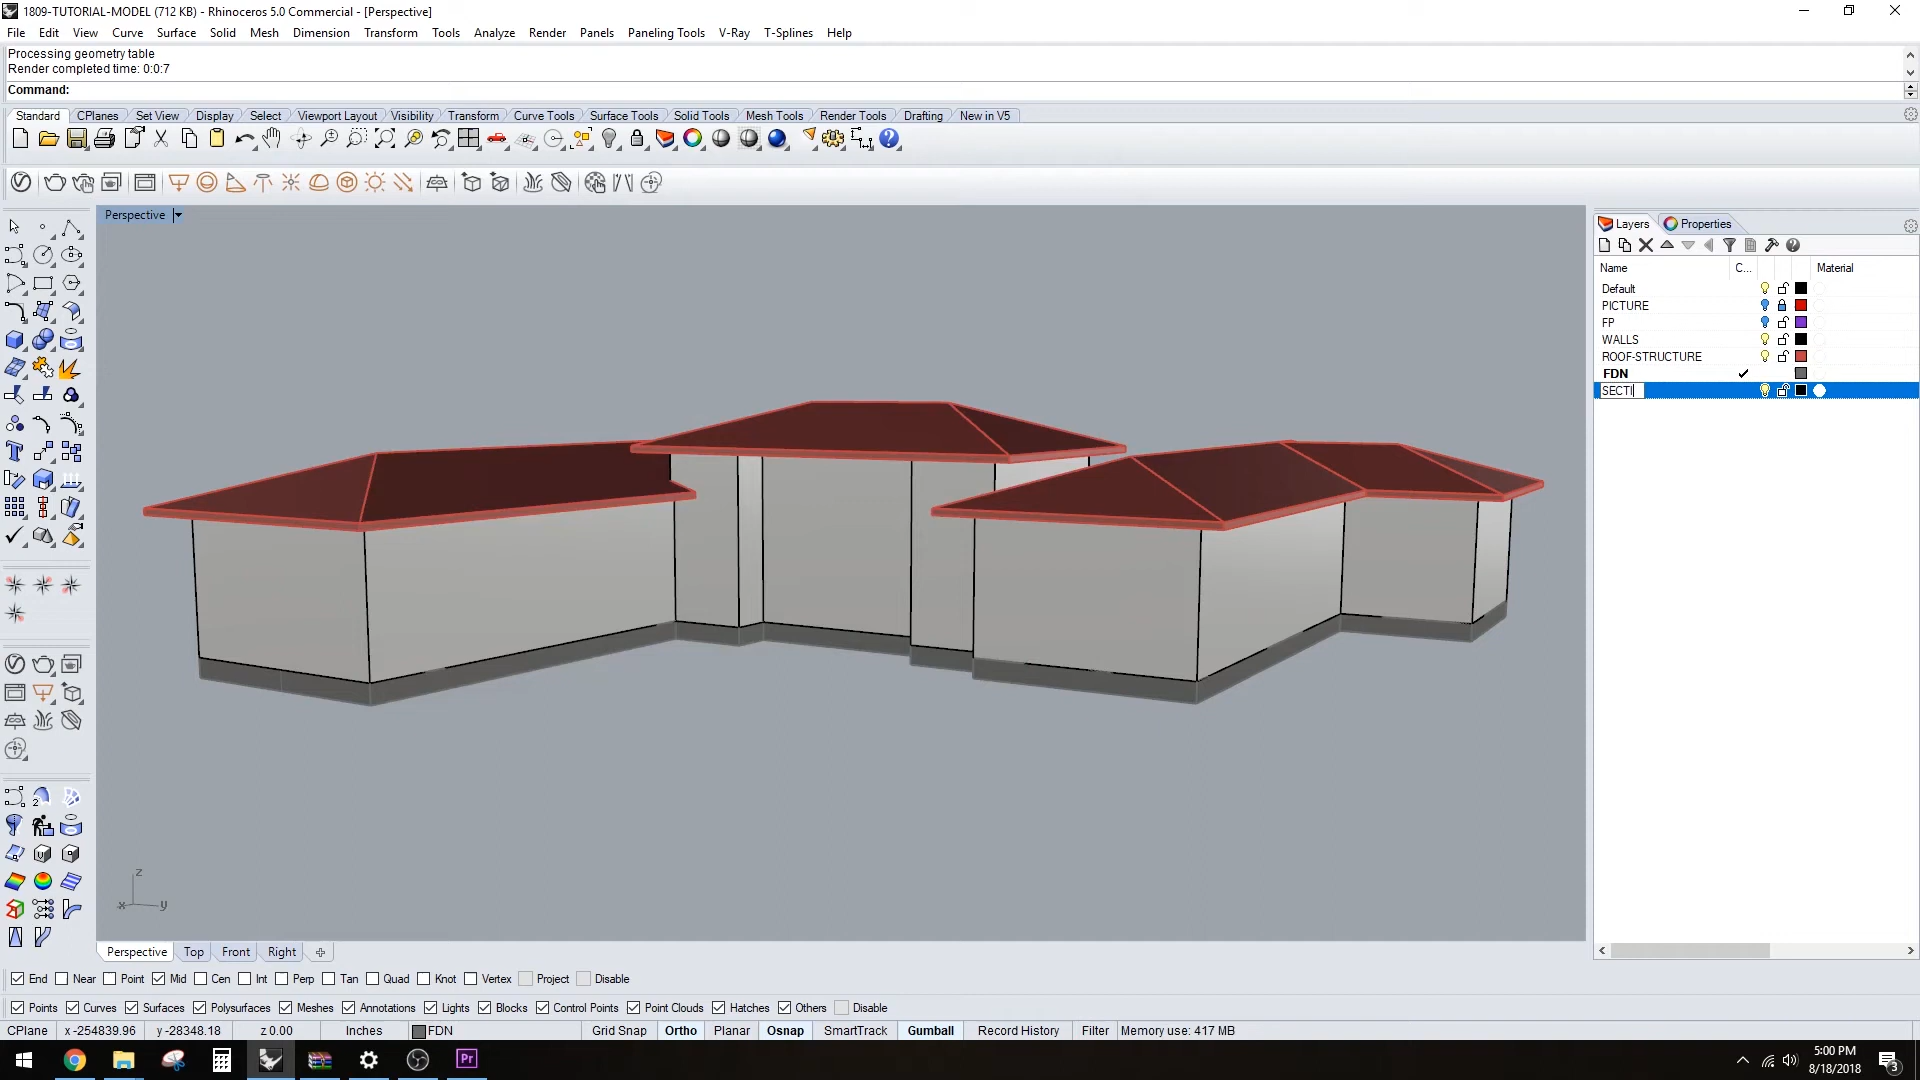 1809-TUTORIAL-MODEL (712 KB) - Rhinoceros 5.0 Commercial - [Perspective]
File Edit View Curve Surface Solid Mesh Dimension Transform Tools Analyze Render Panels Paneling Tools V-Ray T-Splines Help
Processing geometry table
Render completed time: 0:0:7
Command:
Standard CPlanes Set View Display Select Viewport Layout Visibility Transform Curve Tools Surface Tools Solid Tools Mesh Tools Render Tools Drafting New in V5
Perspective
Layers Properties
Name C... Material
Default
PICTURE
FP
WALLS
ROOF-STRUCTURE
FDN
SECTI
z
x y
Perspective Top Front Right
End Near Point Mid Cen Int Perp Tan Quad Knot Vertex Project Disable
Points Curves Surfaces Polysurfaces Meshes Annotations Lights Blocks Control Points Point Clouds Hatches Others Disable
CPlane x -254839.96 y -28348.18 z 0.00 Inches FDN Grid Snap Ortho Planar Osnap SmartTrack Gumball Record History Filter Memory use: 417 MB
Pr
5:00 PM
8/18/2018
3